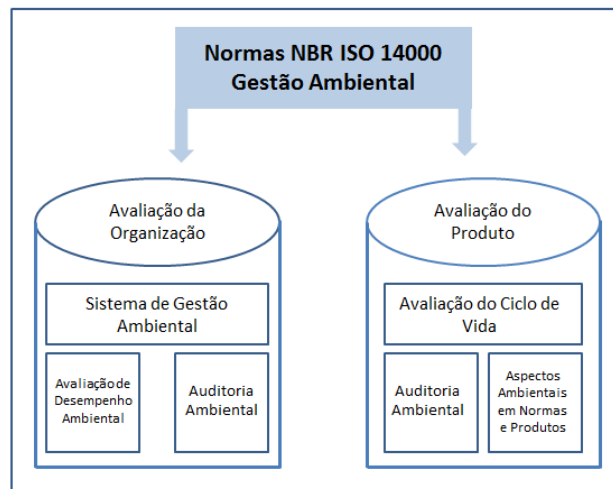 Normas NBR ISO 14000
Gestão Ambiental
Avaliação da
Organização
Sistema de Gestão
Ambiental
Avaliação de
Desempenho
Ambiental
Auditoria
Ambiental
Avaliação do
Produto
Avaliação do Ciclo de
Vida
Auditoria
Ambiental
Aspectos
Ambientais
em Normas
e Produtos